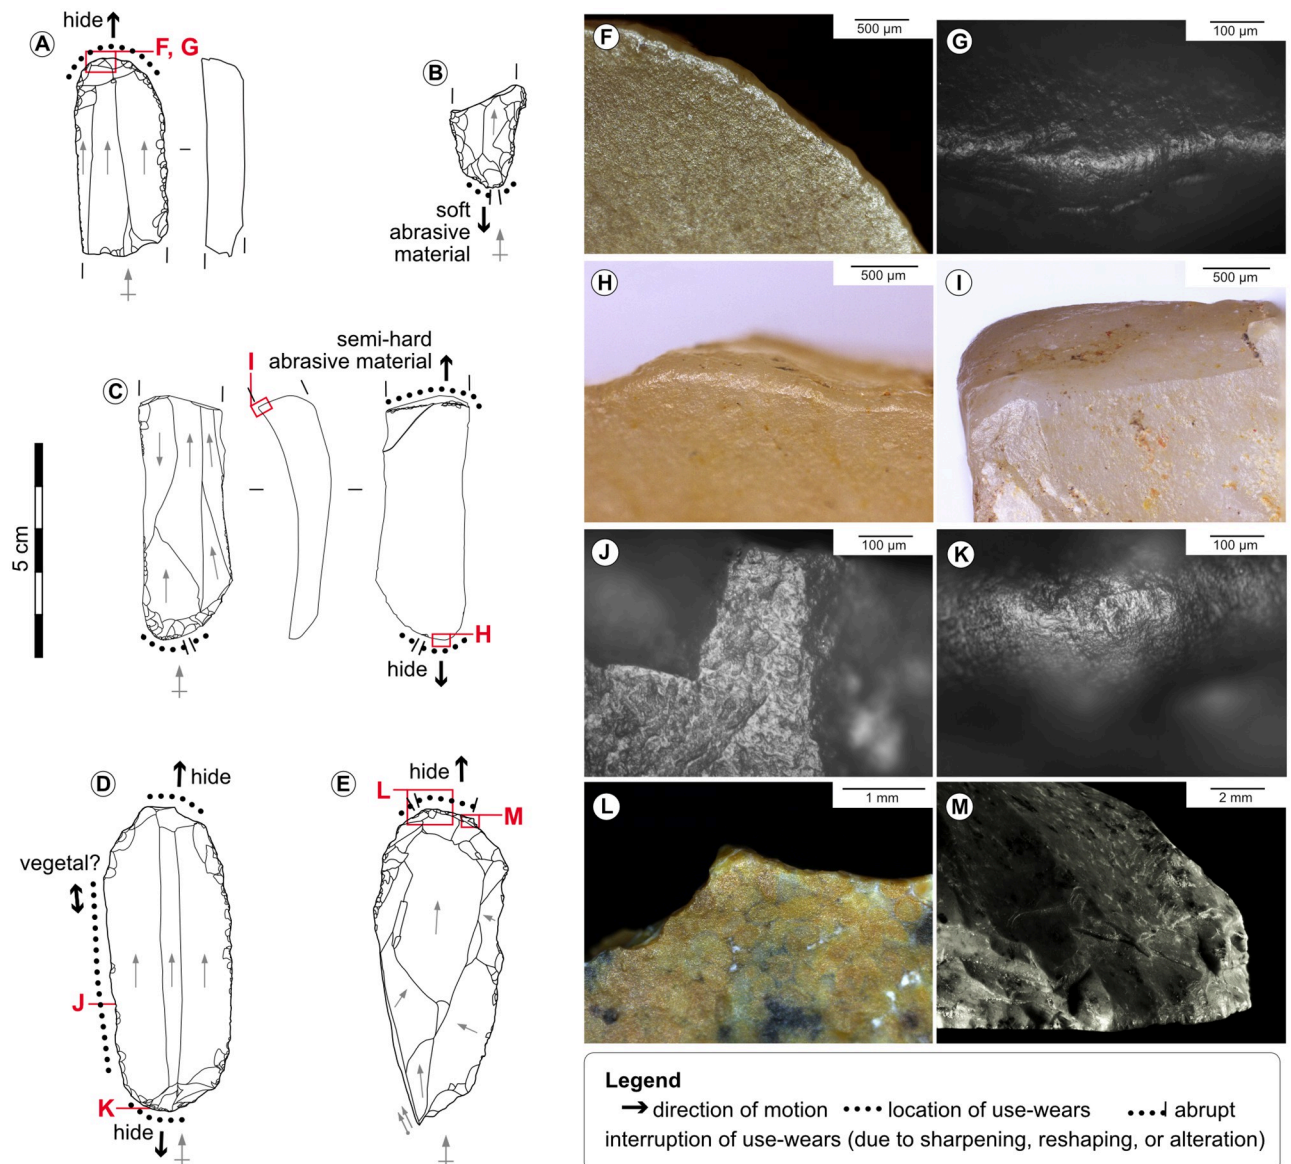 hide
A
F, G
B
soft
abrasive
material
semi-hard
abrasive material
I
C
5 cm
H
hide
D
hide
vegetal?
J
K
hide
E
hide
L
M
F
500 µm
G
100 µm
H
500 µm
I
500 µm
J
100 µm
K
100 µm
L
1 mm
M
2 mm
Legend
direction of motion location of use-wears abrupt
interruption of use-wears (due to sharpening, reshaping, or alteration)